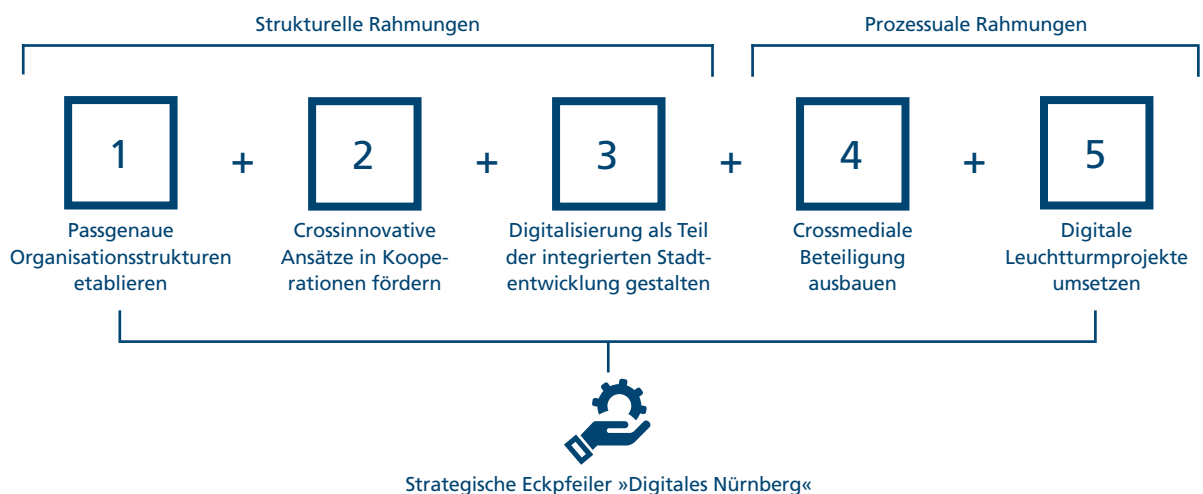 Strukturelle Rahmungen
Prozessuale Rahmungen
1 + 2 + 3 + 4 + 5
Passgenaue
Organisationsstrukturen
etablieren
Crossinnovative
Ansätze in Koope-
rationen fördern
Digitalisierung als Teil
der integrierten Stadt-
entwicklung gestalten
Crossmediale
Beteiligung
ausbauen
Digitale
Leuchtturmprojekte
umsetzen
Strategische Eckpfeiler »Digitales Nürnberg«